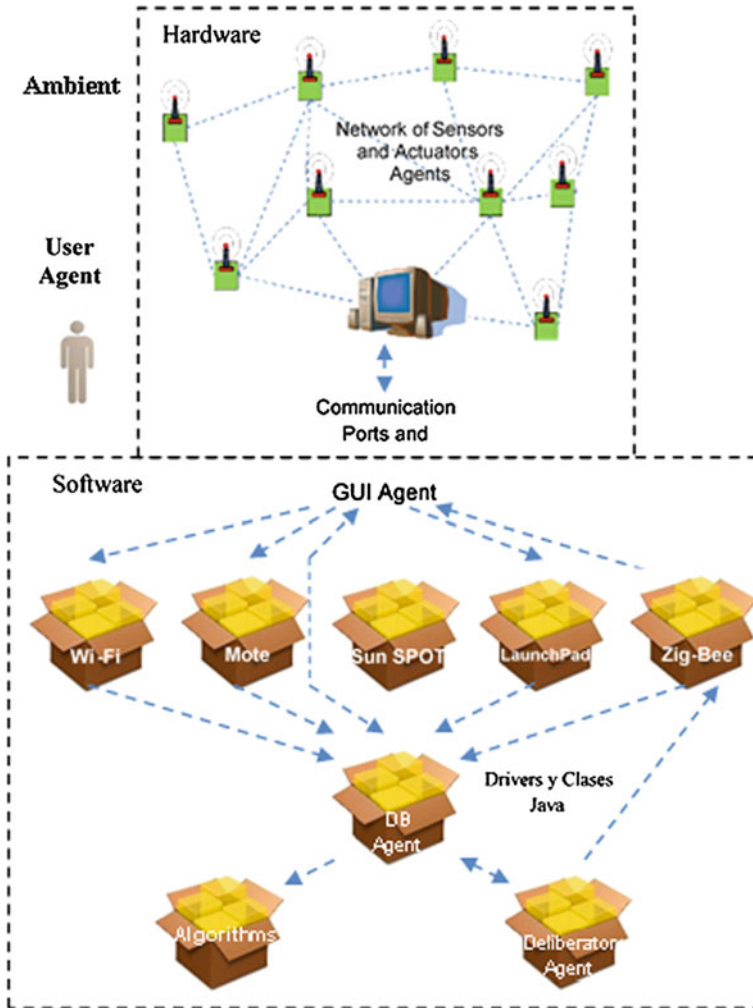 Hardware
Ambient
Network of Sensors
and Actuators
Agents
User
Agent
Communication
Ports and
Software
GUI Agent
Wi-Fi
Mote
Sun SPOT
LaunchPad
Zig-Bee
Drivers y Clases
Java
DB
Agent
Algorithms
Deliberator
Agent